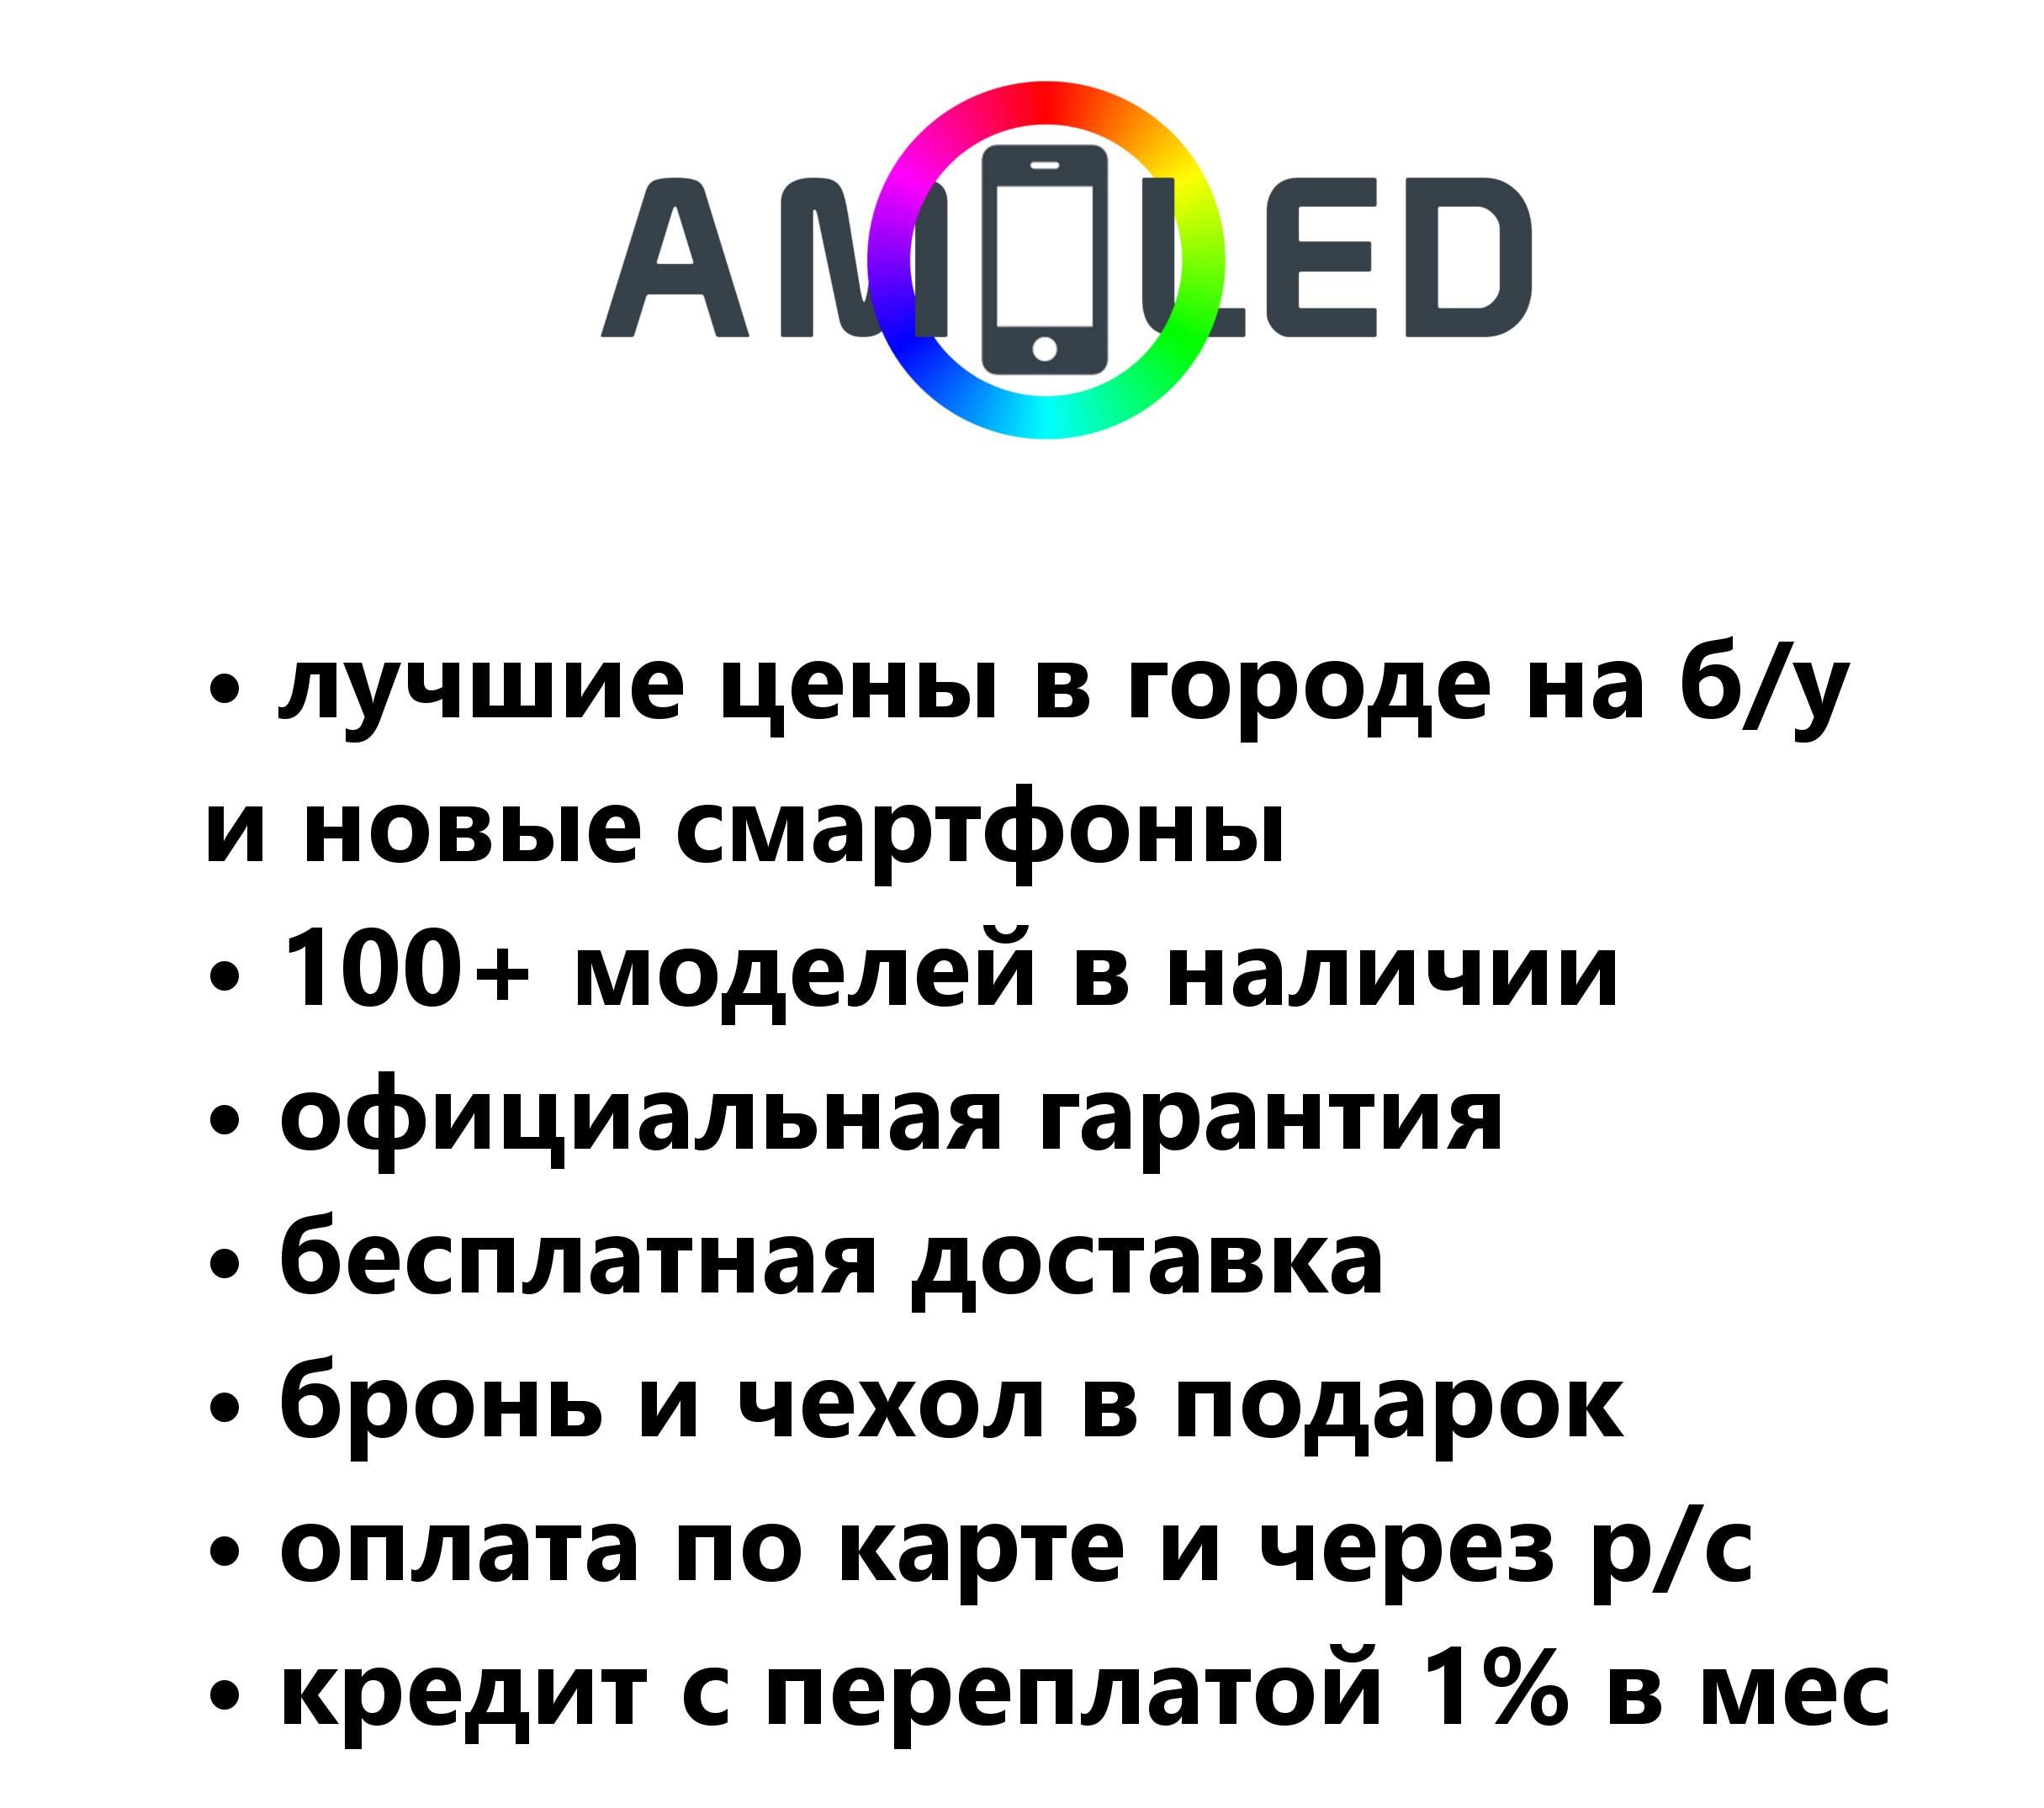 AMOLED
• лучшие цены в городе на б/у
и новые смартфоны
• 100+ моделей в наличии
• официальная гарантия
• бесплатная доставка
• бронь и чехол в подарок
• оплата по карте и через р/с
• кредит с переплатой 1% в мес